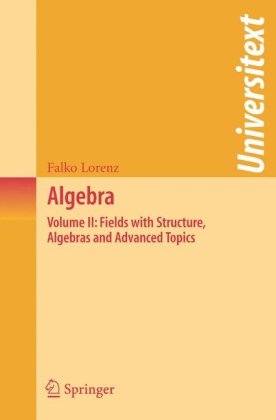 Universitext
Falko Lorenz
Algebra
Volume II: Fields with Structure,
Algebras and Advanced Topics
Springer